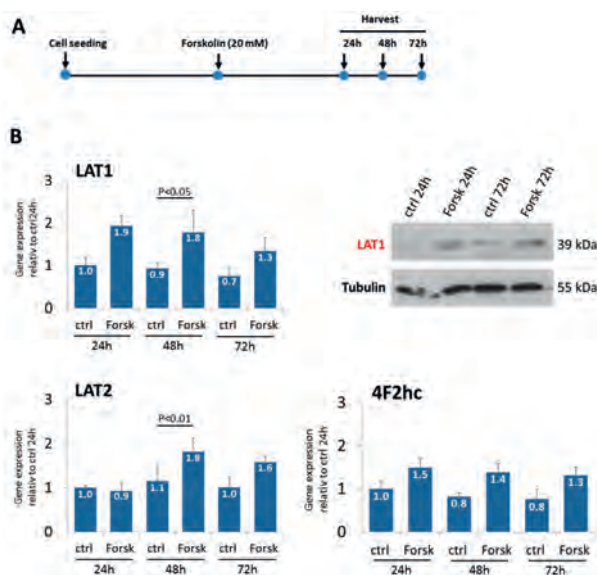 A
Cell seeding
Forskolin (20 mM)
Harvest
24h 48h 72h
B
LAT1
Gene expression
relativ to ctrl24h
3
2
1
0
P<0.05
1.0 1.9 0.9 1.8 0.7 1.3
ctrl Forsk ctrl Forsk ctrl Forsk
24h 48h 72h
ctrl 24h Forsk 24h ctrl 72h Forsk 72h
LAT1 39 kDa
Tubulin 55 kDa
LAT2
Gene expression
relativ to ctrl 24h
3
2
1
0
P<0.01
1.0 0.9 1.1 1.8 1.0 1.6
ctrl Forsk ctrl Forsk ctrl Forsk
24h 48h 72h
4F2hc
Gene expression
relativ to ctrl 24h
3
2
1
0
1.0 1.5 0.8 1.4 0.8 1.3
ctrl Forsk ctrl Forsk ctrl Forsk
24h 48h 72h